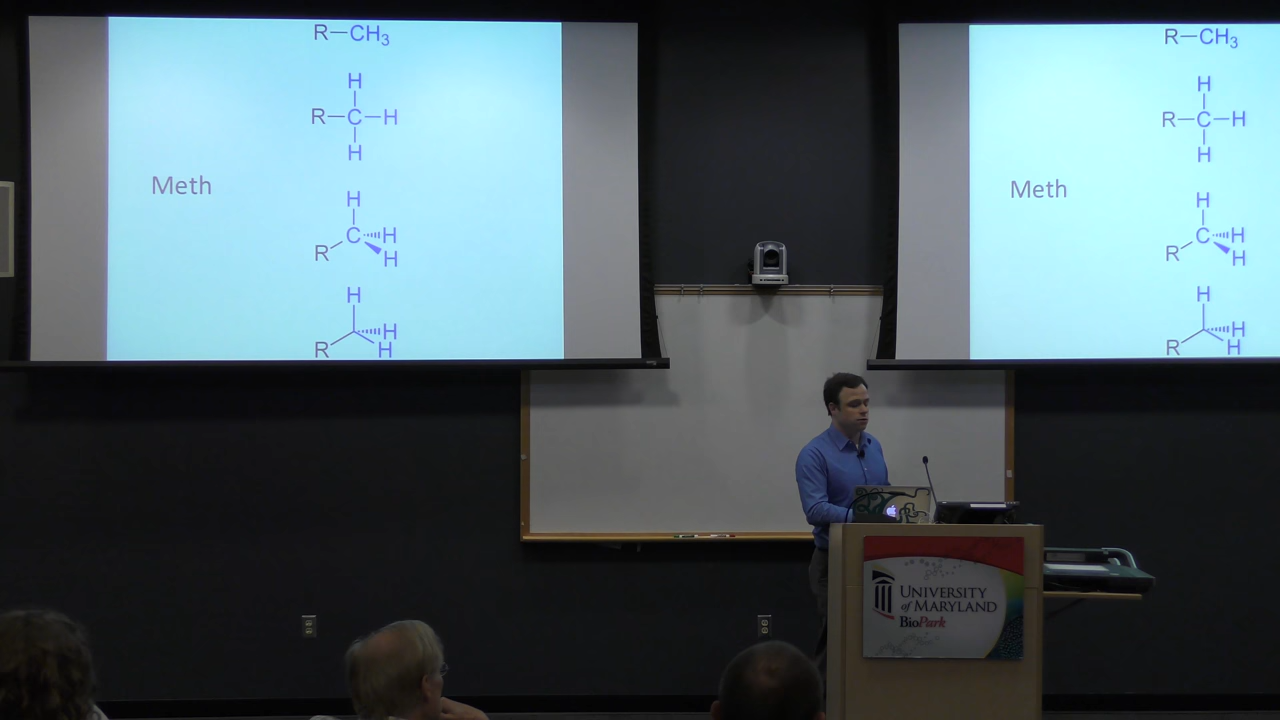 R—CH₃
H
R—C—H
H
Meth
H
C H
R H
H
H
R H
R—CH₃
H
R—C—H
H
Meth
H
C H
R H
H
H
R H
UNIVERSITY
of MARYLAND
BioPark